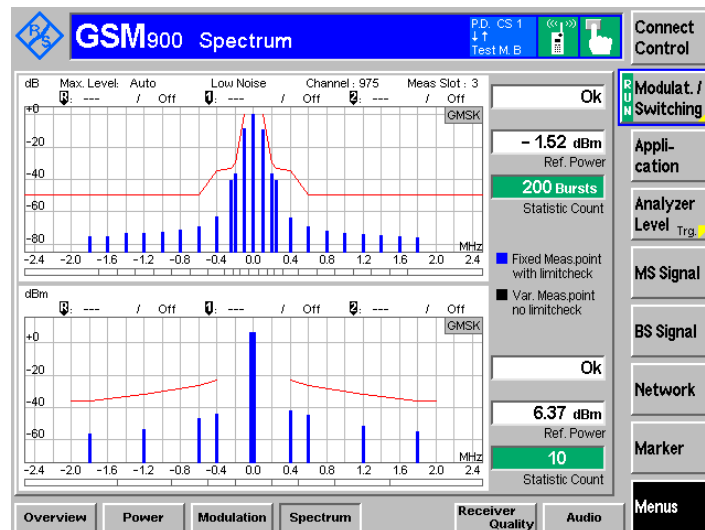 R&S
GSM900 Spectrum
P.D. CS 1
Test M. B
Connect Control
dB Max. Level: Auto Low Noise Channel : 975 Meas Slot : 3
R: --- / Off 1: --- / Off 2: --- / Off
GMSK
+0
-20
-40
-60
-80
MHz
-2.4 -2.0 -1.6 -1.2 -0.8 -0.4 0.0 0.4 0.8 1.2 1.6 2.0 2.4
Ok
- 1.52 dBm
Ref. Power
200 Bursts
Statistic Count
Fixed Meas.point
with limitcheck
Var. Meas.point
no limitcheck
dBm
R: --- / Off 1: --- / Off 2: --- / Off
GMSK
+0
-20
-40
-60
MHz
-2.4 -2.0 -1.6 -1.2 -0.8 -0.4 0.0 0.4 0.8 1.2 1.6 2.0 2.4
Ok
6.37 dBm
Ref. Power
10
Statistic Count
RUN
Modulat. /
Switching
Appli-
cation
Analyzer
Level Trg.
MS Signal
BS Signal
Network
Marker
Menus
Overview Power Modulation Spectrum Receiver Quality Audio